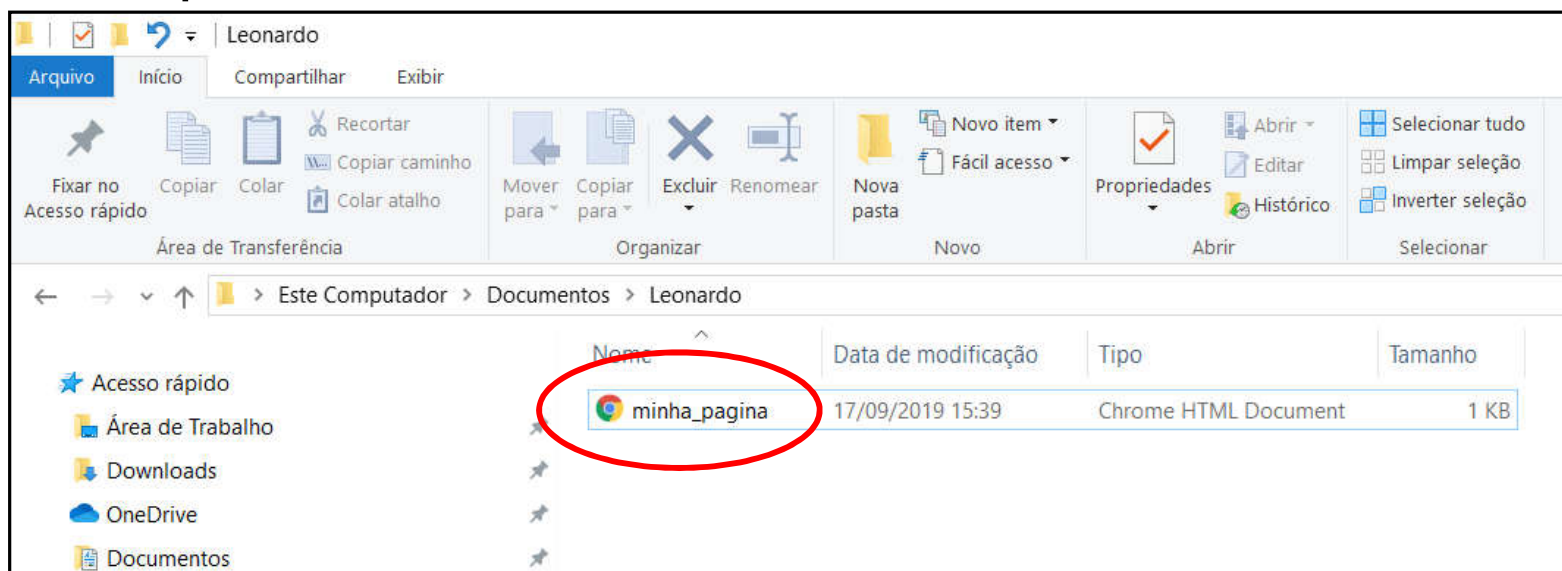 Leonardo
Arquivo Início Compartilhar Exibir
Fixar no
Acesso rápido
Copiar
Colar
Recortar
Copiar caminho
Colar atalho
Área de Transferência
Mover
para
Copiar
para
Excluir
Renomear
Organizar
Nova
pasta
Novo item
Fácil acesso
Novo
Propriedades
Abrir
Editar
Histórico
Abrir
Selecionar tudo
Limpar seleção
Inverter seleção
Selecionar
> Este Computador > Documentos > Leonardo
Nome Data de modificação Tipo Tamanho
minha_pagina 17/09/2019 15:39 Chrome HTML Document 1 KB
Acesso rápido
Área de Trabalho
Downloads
OneDrive
Documentos